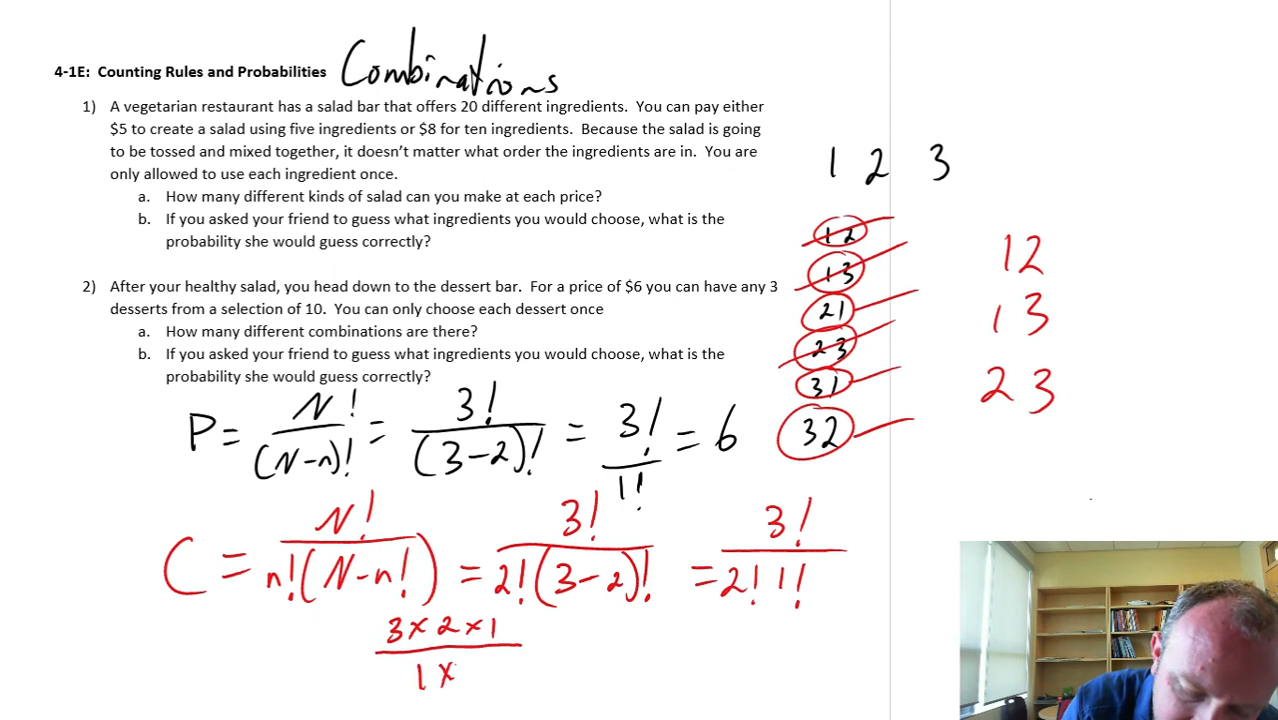 4-1E: Counting Rules and Probabilities Combinations
1) A vegetarian restaurant has a salad bar that offers 20 different ingredients. You can pay either
$5 to create a salad using five ingredients or $8 for ten ingredients. Because the salad is going
to be tossed and mixed together, it doesn't matter what order the ingredients are in. You are
only allowed to use each ingredient once.
a. How many different kinds of salad can you make at each price?
b. If you asked your friend to guess what ingredients you would choose, what is the
probability she would guess correctly?
2) After your healthy salad, you head down to the dessert bar. For a price of $6 you can have any 3
desserts from a selection of 10. You can only choose each dessert once
a. How many different combinations are there?
b. If you asked your friend to guess what ingredients you would choose, what is the
probability she would guess correctly?
1 2 3
12
13
21
23
31
32
12
13
23
P = N! / (N-n)! = 3! / (3-2)! = 3! / 1! = 6
C = N! / n!(N-n!) = 3! / 2!(3-2)! = 3! / 2! 1!
3 x 2 x 1
1 x